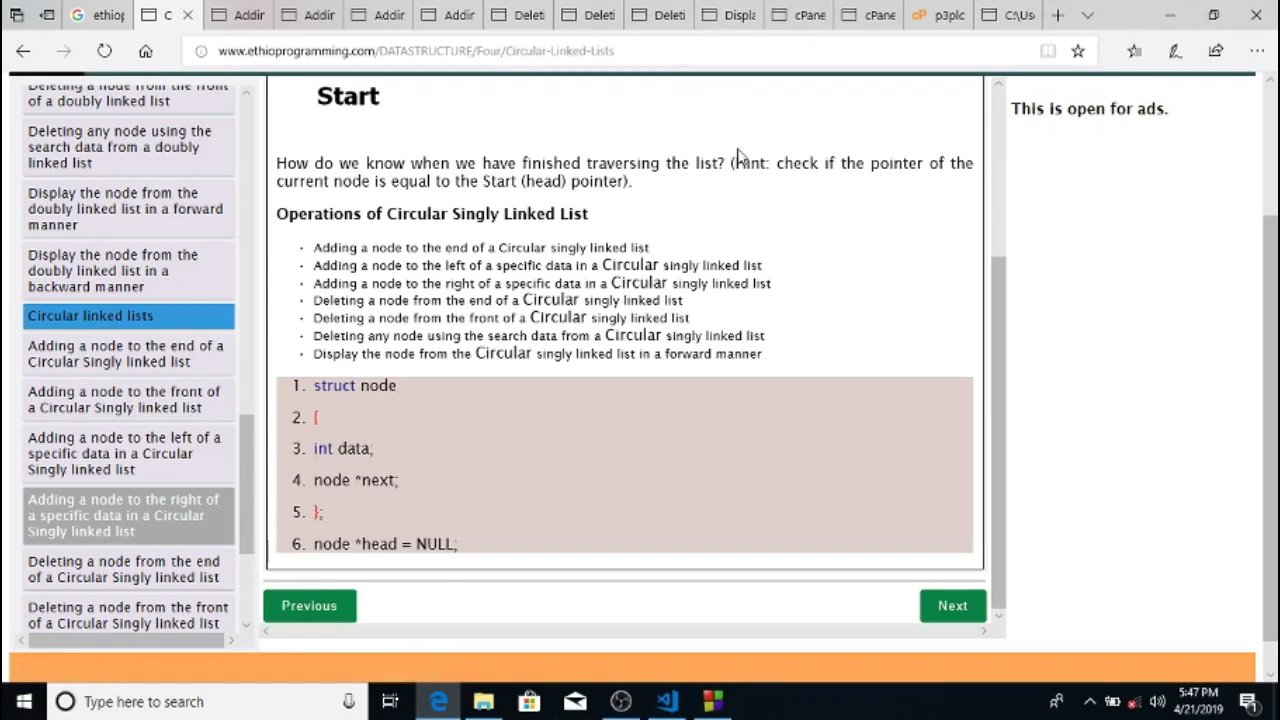 ethiop
C
Addir
Addir
Addir
Addir
Deleti
Deleti
Deleti
Displa
cPane
cPane
cP p3plc
C:\Us
www.ethioprogramming.com/DATASTRUCTURE/Four/Circular-Linked-Lists
Deleting a node from the front
of a doubly linked list
Deleting any node using the
search data from a doubly
linked list
Display the node from the
doubly linked list in a forward
manner
Display the node from the
doubly linked list in a
backward manner
Circular linked lists
Adding a node to the end of a
Circular Singly linked list
Adding a node to the front of
a Circular Singly linked list
Adding a node to the left of a
specific data in a Circular
Singly linked list
Adding a node to the right of
a specific data in a Circular
Singly linked list
Deleting a node from the end
of a Circular Singly linked list
Deleting a node from the front
of a Circular Singly linked list
Start
How do we know when we have finished traversing the list? (Hint: check if the pointer of the
current node is equal to the Start (head) pointer).
Operations of Circular Singly Linked List
· Adding a node to the end of a Circular singly linked list
· Adding a node to the left of a specific data in a Circular singly linked list
· Adding a node to the right of a specific data in a Circular singly linked list
· Deleting a node from the end of a Circular singly linked list
· Deleting a node from the front of a Circular singly linked list
· Deleting any node using the search data from a Circular singly linked list
· Display the node from the Circular singly linked list in a forward manner
1. struct node
2. {
3. int data;
4. node *next;
5. };
6. node *head = NULL;
Previous
Next
This is open for ads.
Type here to search
5:47 PM
4/21/2019
1